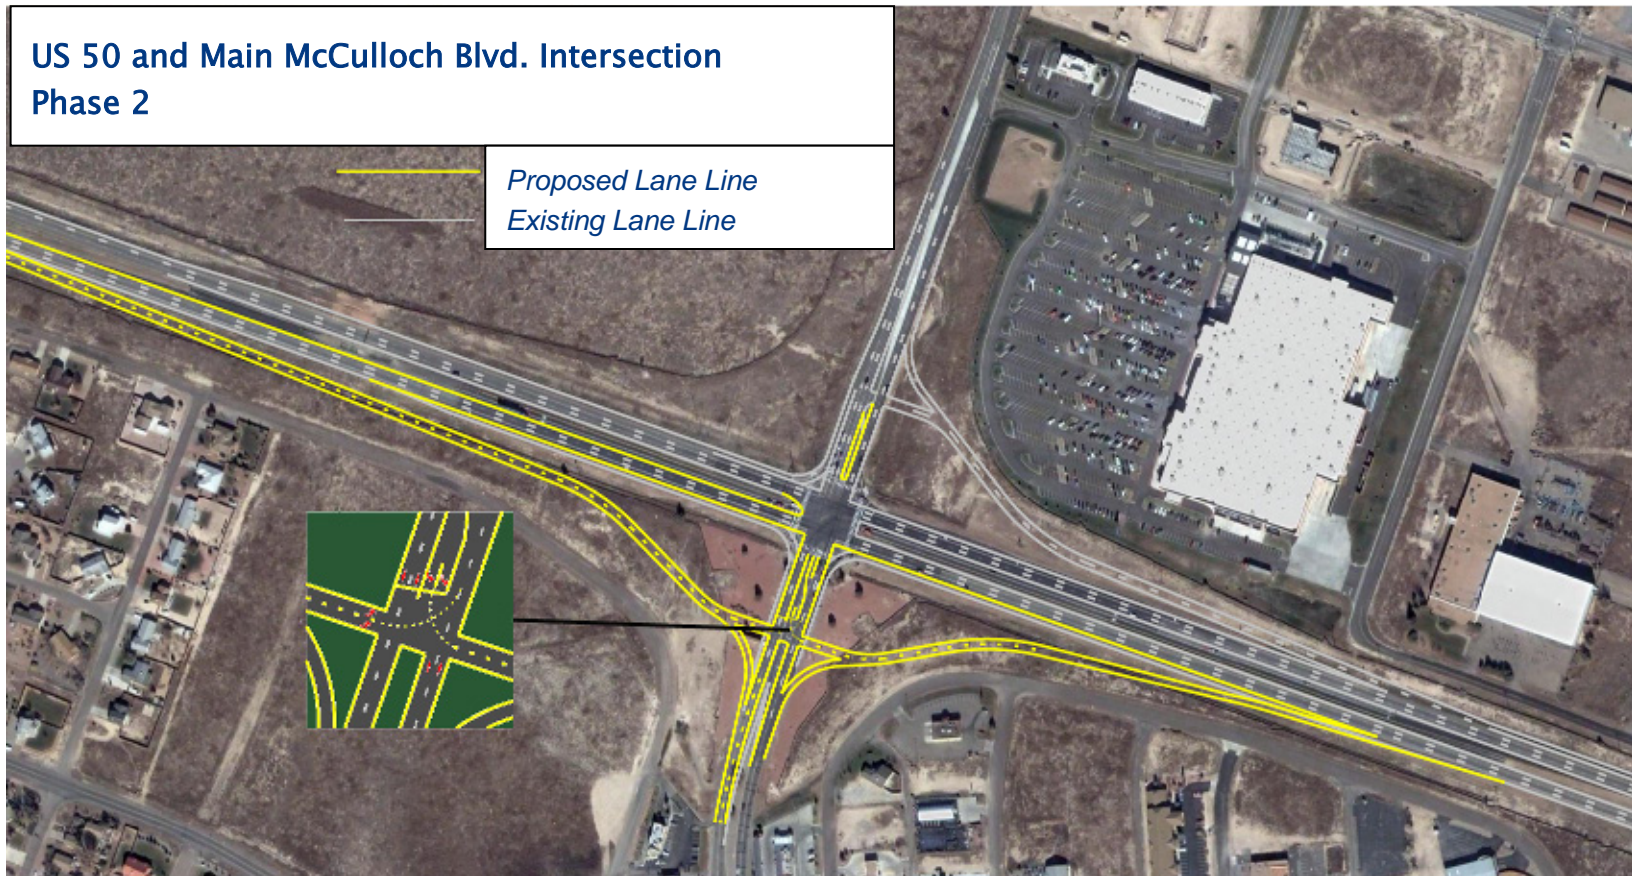 US 50 and Main McCulloch Blvd. Intersection
Phase 2
Proposed Lane Line
Existing Lane Line